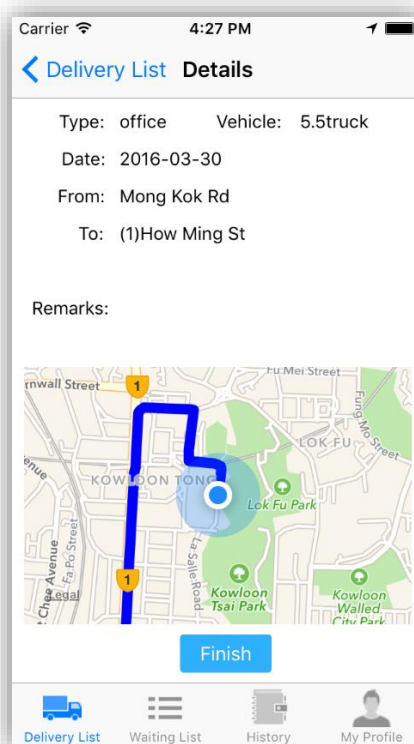 Carrier 4:27 PM
Delivery List Details
Type: office Vehicle: 5.5truck
Date: 2016-03-30
From: Mong Kok Rd
To: (1)How Ming St
Remarks:
Fu Mei Street
rnwall Street
1
Fung Mo Street
LOK FU
KOWLOON TONG
Lok Fu Park
enue
Fa Po Street
La Salle Road
1
Chee Avenue
Legal
Kowloon
Tsai Park
Kowloon
Walled
City Park
Finish
Delivery List Waiting List History My Profile